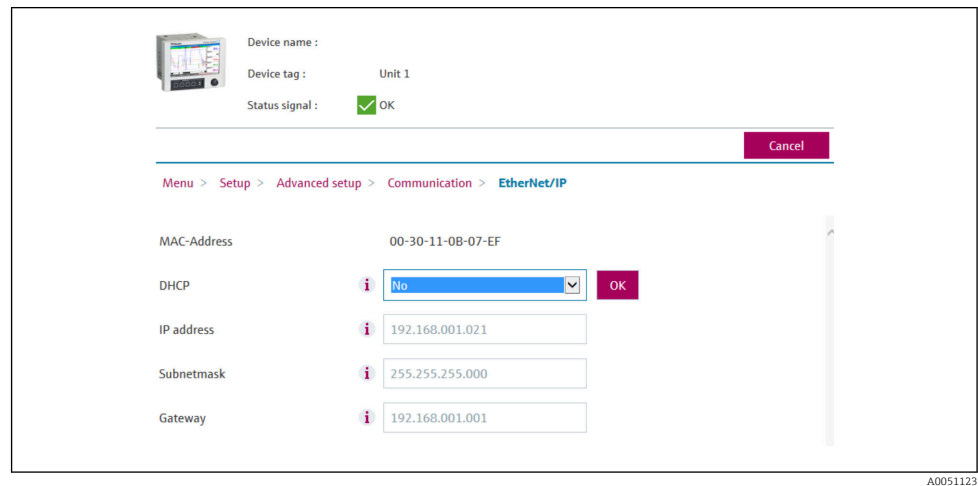 Device name :
Device tag : Unit 1
Status signal : OK
Cancel
Menu > Setup > Advanced setup > Communication > EtherNet/IP
MAC-Address 00-30-11-0B-07-EF
DHCP i No OK
IP address i 192.168.001.021
Subnetmask i 255.255.255.000
Gateway i 192.168.001.001
A0051123